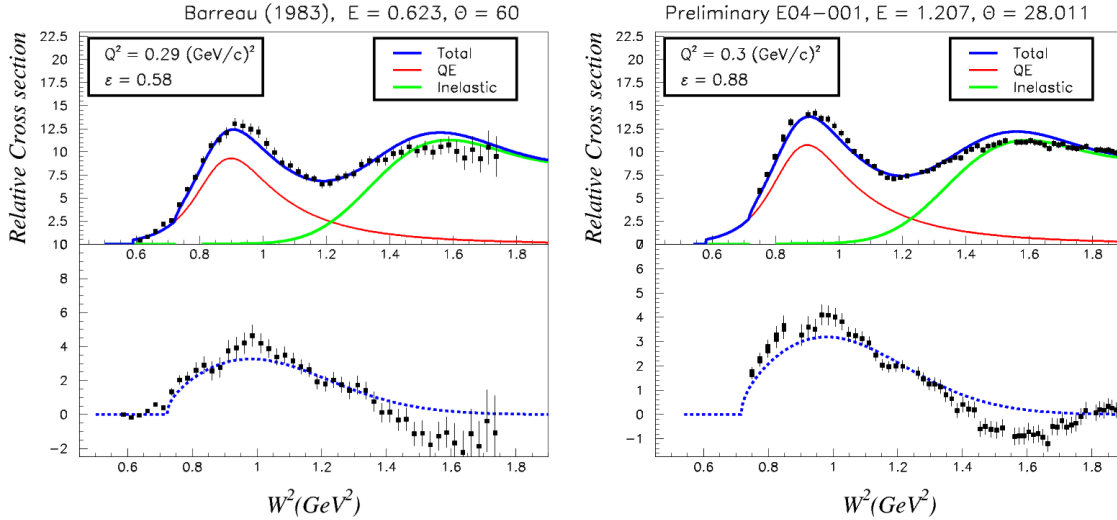 Barreau (1983), E = 0.623, Θ = 60
Relative Cross section
22.5
20
17.5
15
12.5
10
7.5
5
2.5
10
Q² = 0.29 (GeV/c)²
ε = 0.58
Total
QE
Inelastic
0.6 0.8 1 1.2 1.4 1.6 1.8
8
6
4
2
0
−2
0.6 0.8 1 1.2 1.4 1.6 1.8
W²(GeV²)
Preliminary E04−001, E = 1.207, Θ = 28.011
Relative Cross section
22.5
20
17.5
15
12.5
10
7.5
5
2.5
Q² = 0.3 (GeV/c)²
ε = 0.88
Total
QE
Inelastic
0.6 0.8 1 1.2 1.4 1.6 1.8
6
5
4
3
2
1
0
−1
0.6 0.8 1 1.2 1.4 1.6 1.8
W²(GeV²)